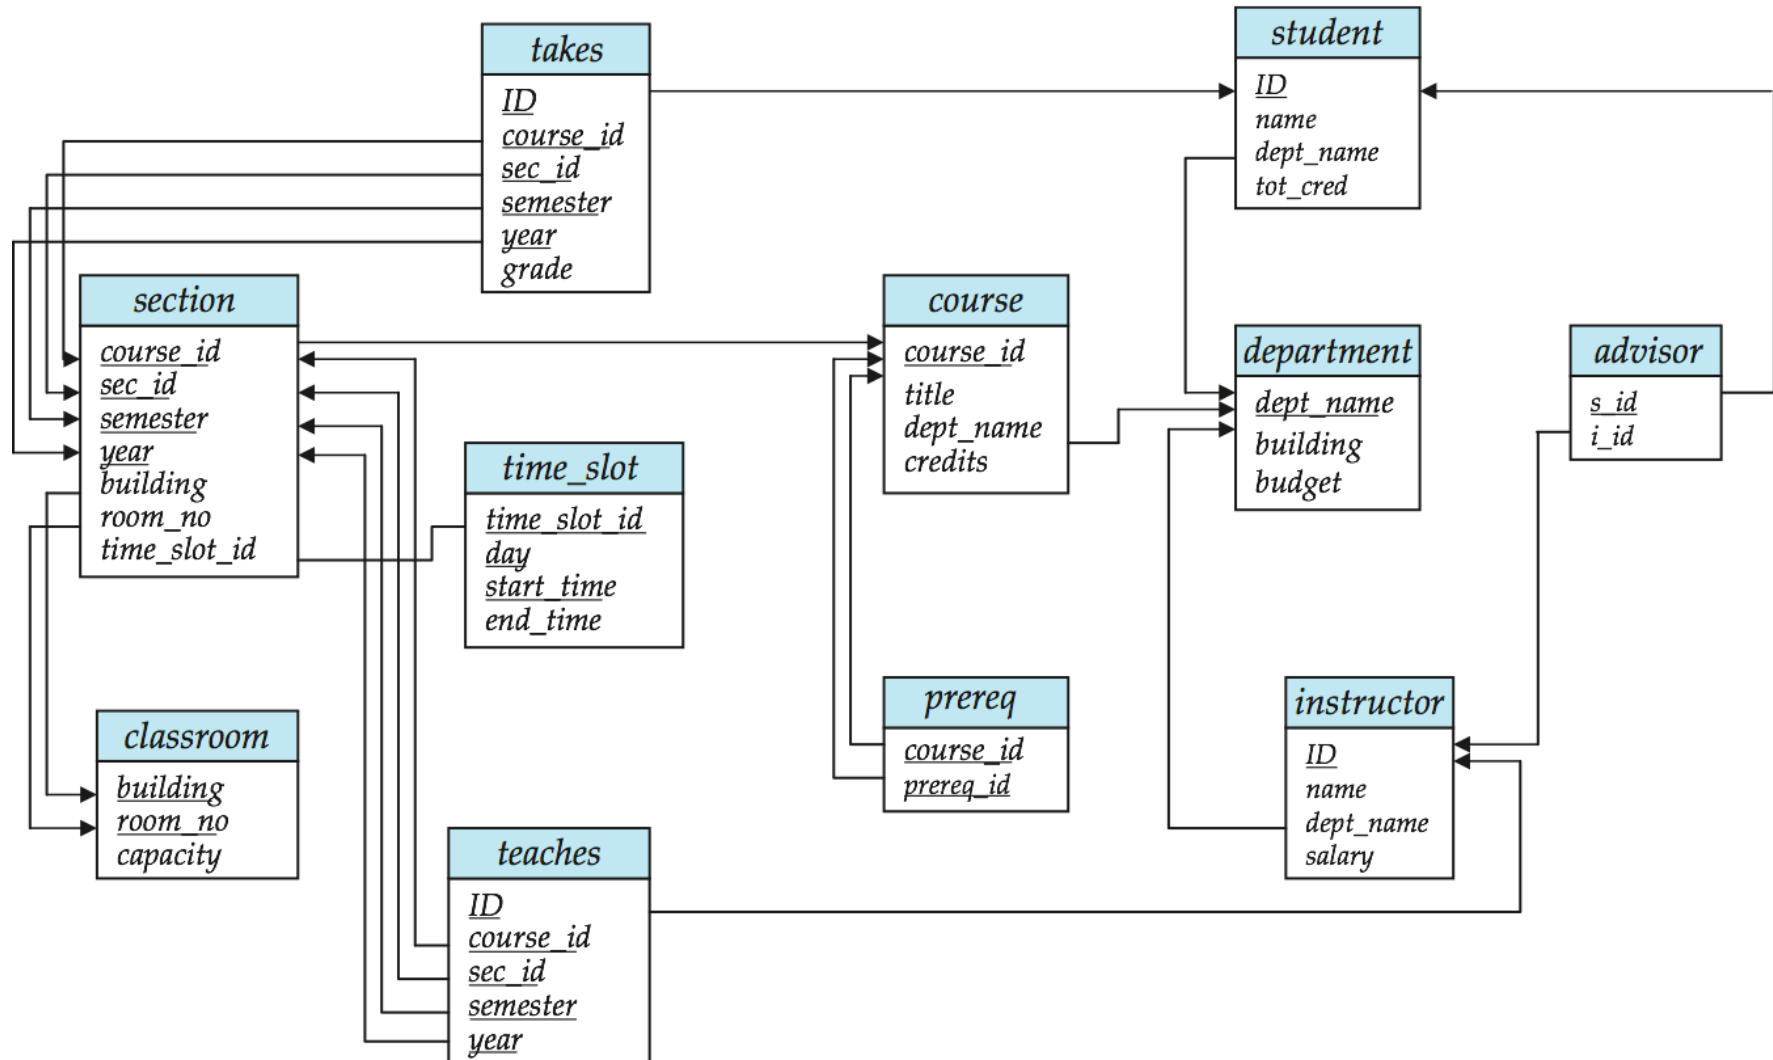 takes
ID
course_id
sec_id
semester
year
grade
student
ID
name
dept_name
tot_cred
section
course_id
sec_id
semester
year
building
room_no
time_slot_id
course
course_id
title
dept_name
credits
department
dept_name
building
budget
advisor
s_id
i_id
time_slot
time_slot_id
day
start_time
end_time
classroom
building
room_no
capacity
prereq
course_id
prereq_id
instructor
ID
name
dept_name
salary
teaches
ID
course_id
sec_id
semester
year